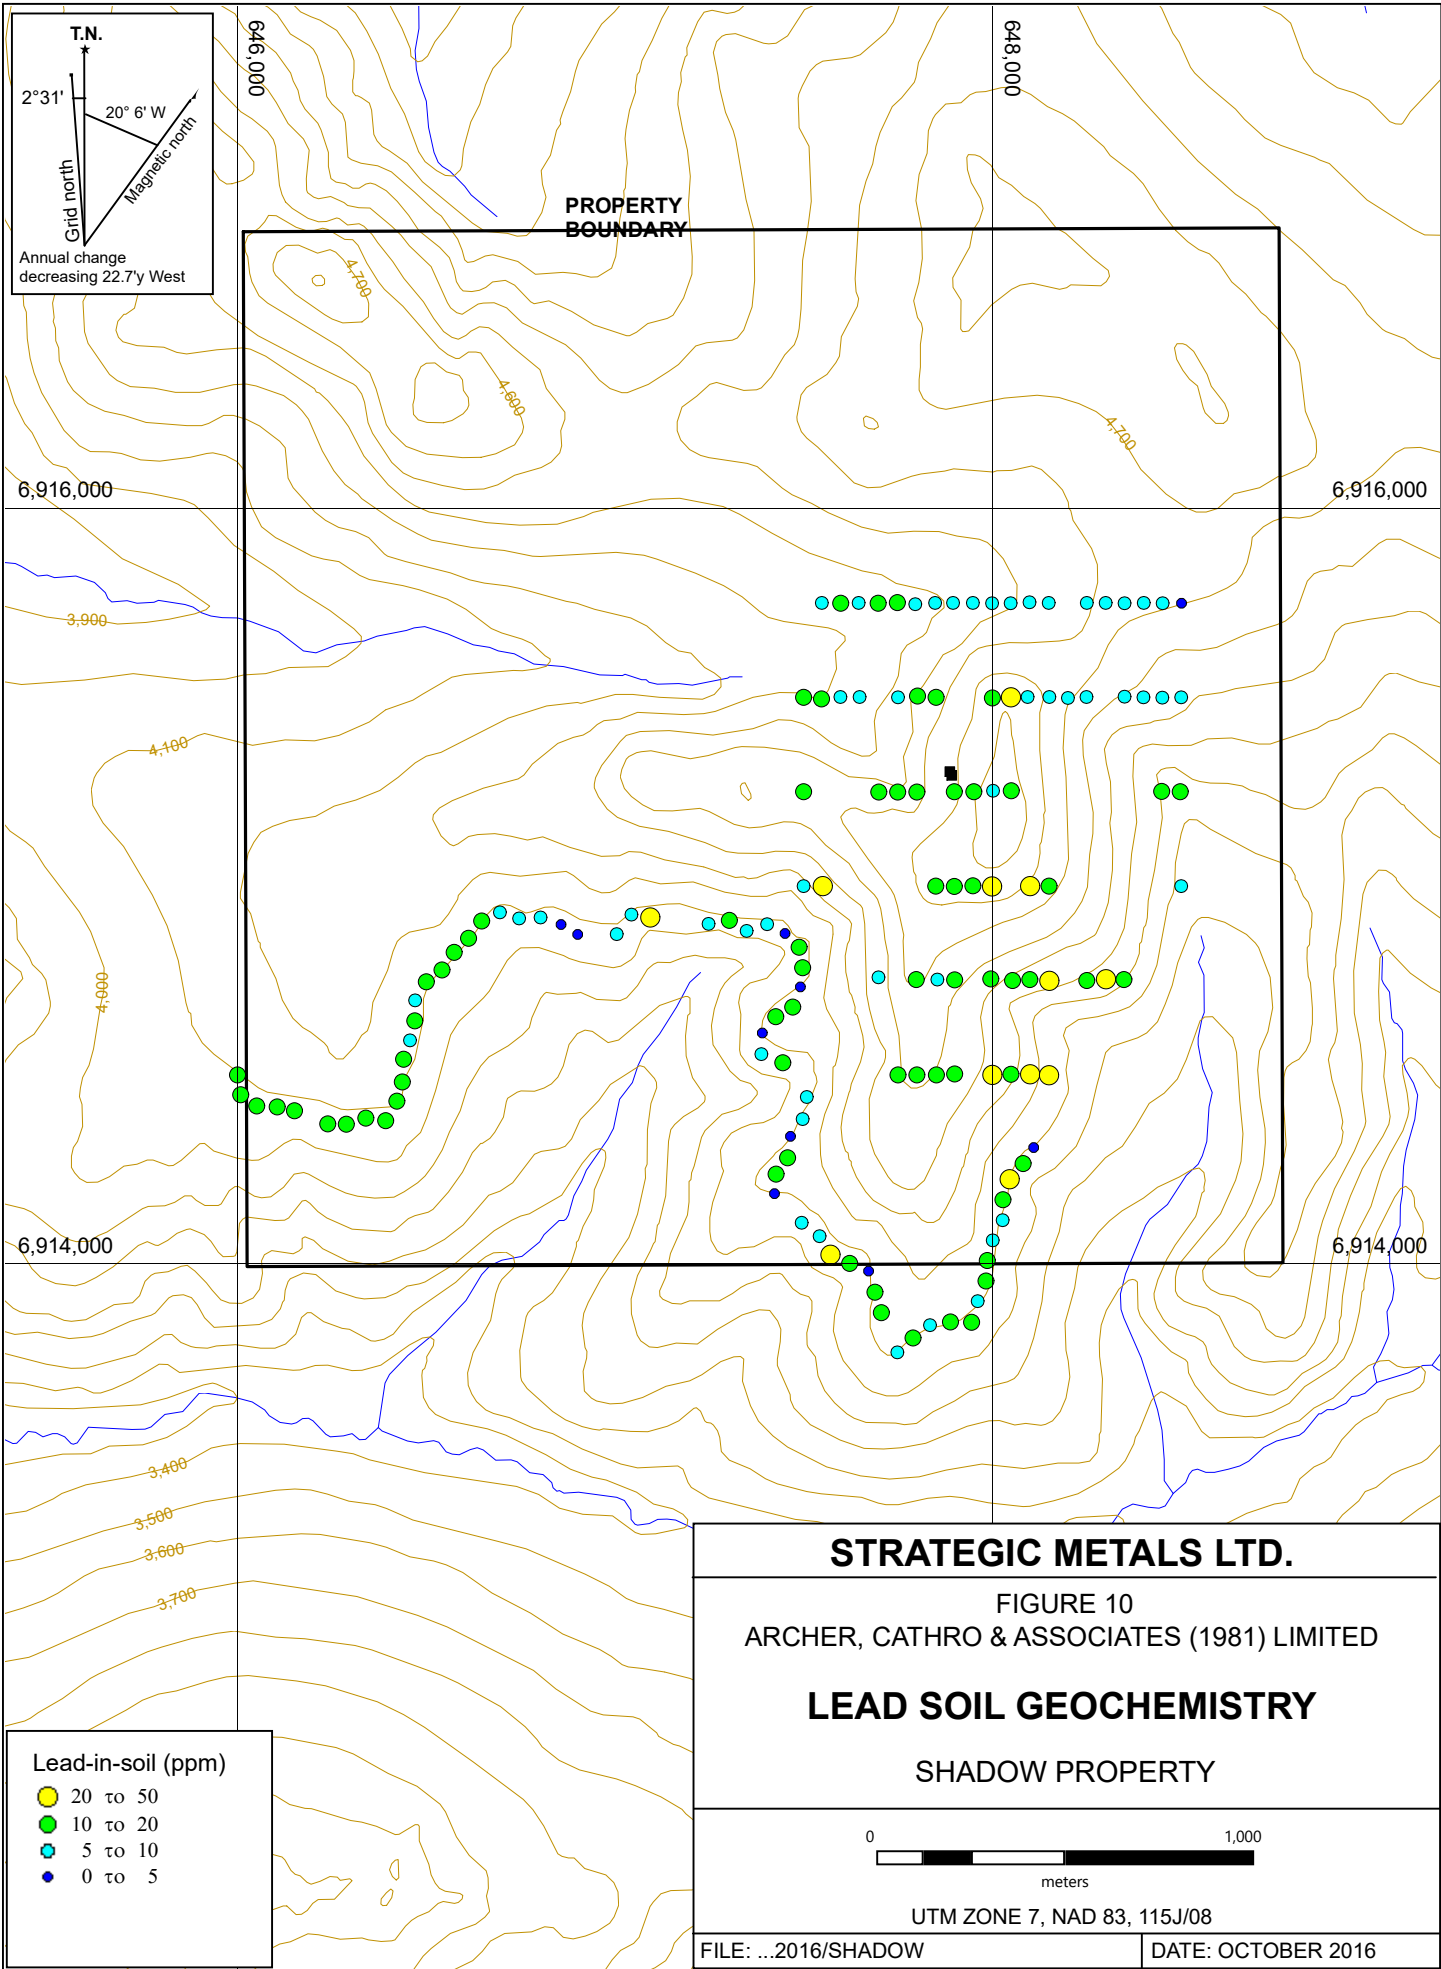 T.N.
2°31'
20° 6' W
Grid north
Magnetic north
Annual change
decreasing 22.7'y West
646,000
648,000
PROPERTY
BOUNDARY
4,700
4,600
4,700
6,916,000
6,916,000
3,900
4,100
4,000
6,914,000
6,914,000
3,400
3,500
3,600
3,700
STRATEGIC METALS LTD.
FIGURE 10
ARCHER, CATHRO & ASSOCIATES (1981) LIMITED
LEAD SOIL GEOCHEMISTRY
SHADOW PROPERTY
0 1,000
meters
UTM ZONE 7, NAD 83, 115J/08
FILE: ...2016/SHADOW
DATE: OCTOBER 2016
Lead-in-soil (ppm)
20 to 50
10 to 20
5 to 10
0 to 5